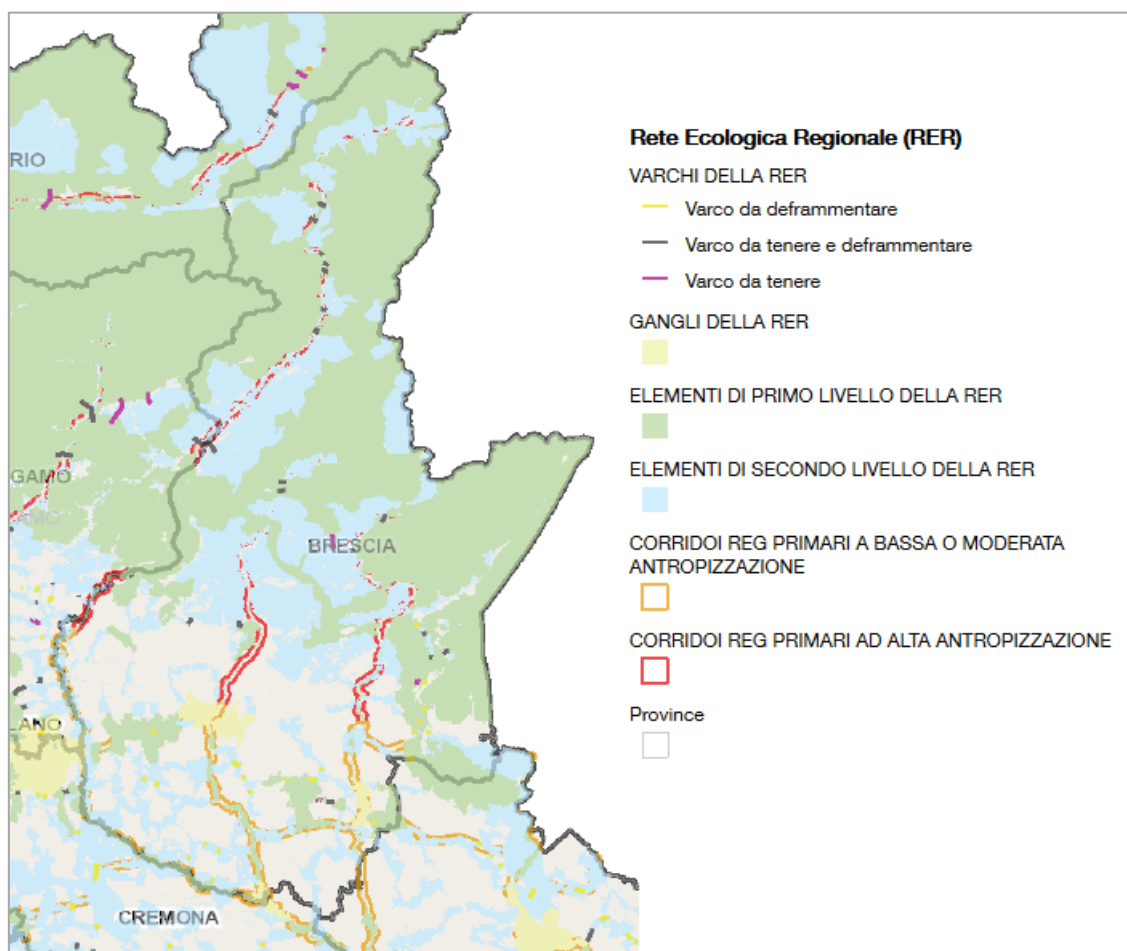 Rete Ecologica Regionale (RER)
VARCHI DELLA RER
Varco da deframmentare
Varco da tenere e deframmentare
Varco da tenere
GANGLI DELLA RER
ELEMENTI DI PRIMO LIVELLO DELLA RER
ELEMENTI DI SECONDO LIVELLO DELLA RER
CORRIDOI REG PRIMARI A BASSA O MODERATA
ANTROPIZZAZIONE
CORRIDOI REG PRIMARI AD ALTA ANTROPIZZAZIONE
Province
RIO
GAMO
AMO
BRESCIA
LANO
CREMONA